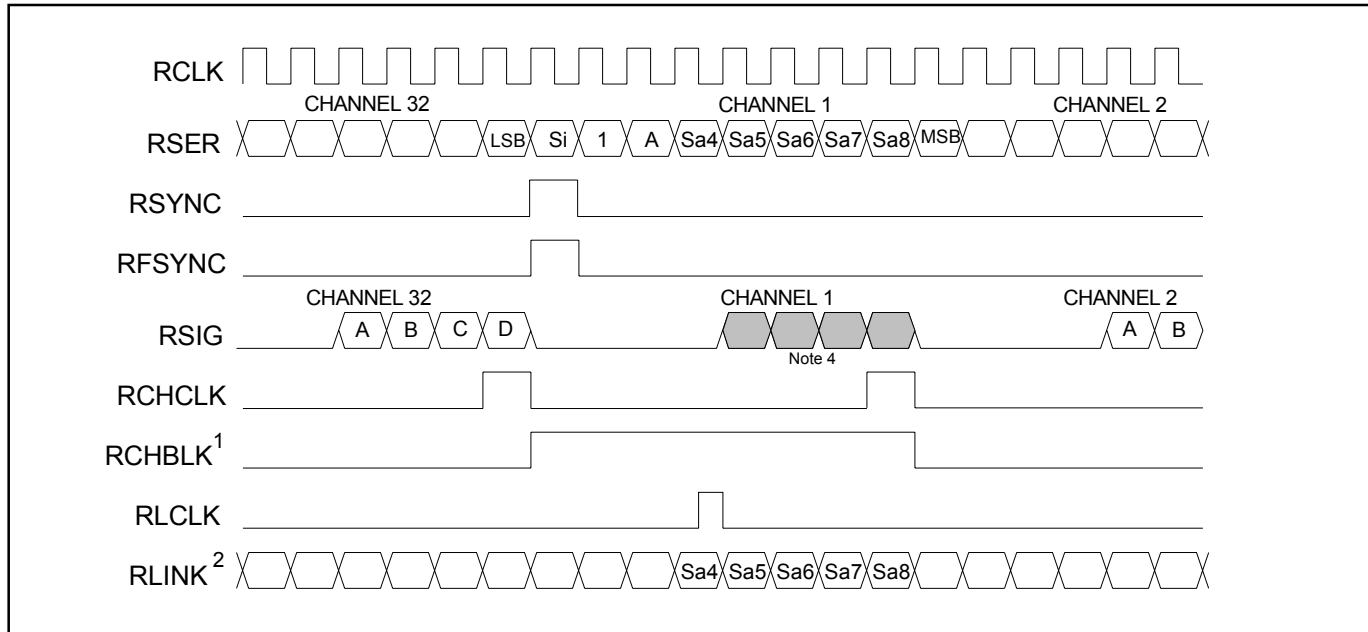 RCLK
CHANNEL 32 CHANNEL 1 CHANNEL 2
RSER LSB Si 1 A Sa4 Sa5 Sa6 Sa7 Sa8 MSB
RSYNC
RFSYNC
CHANNEL 32 CHANNEL 1 CHANNEL 2
RSIG A B C D A B
Note 4
RCHCLK
RCHBLK1
RLCLK
RLINK2 Sa4 Sa5 Sa6 Sa7 Sa8